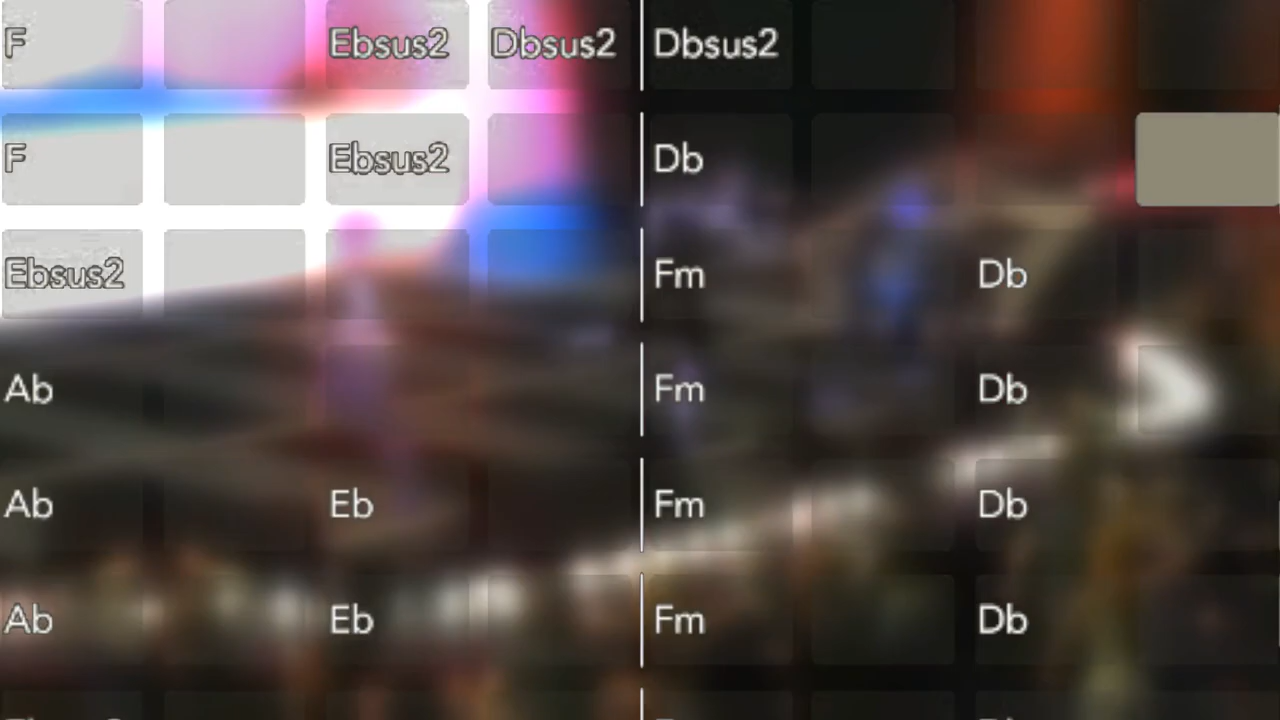 F Ebsus2 Dbsus2 Dbsus2
F Ebsus2 Db
Ebsus2 Fm Db
Ab Fm Db
Ab Eb Fm Db
Ab Eb Fm Db